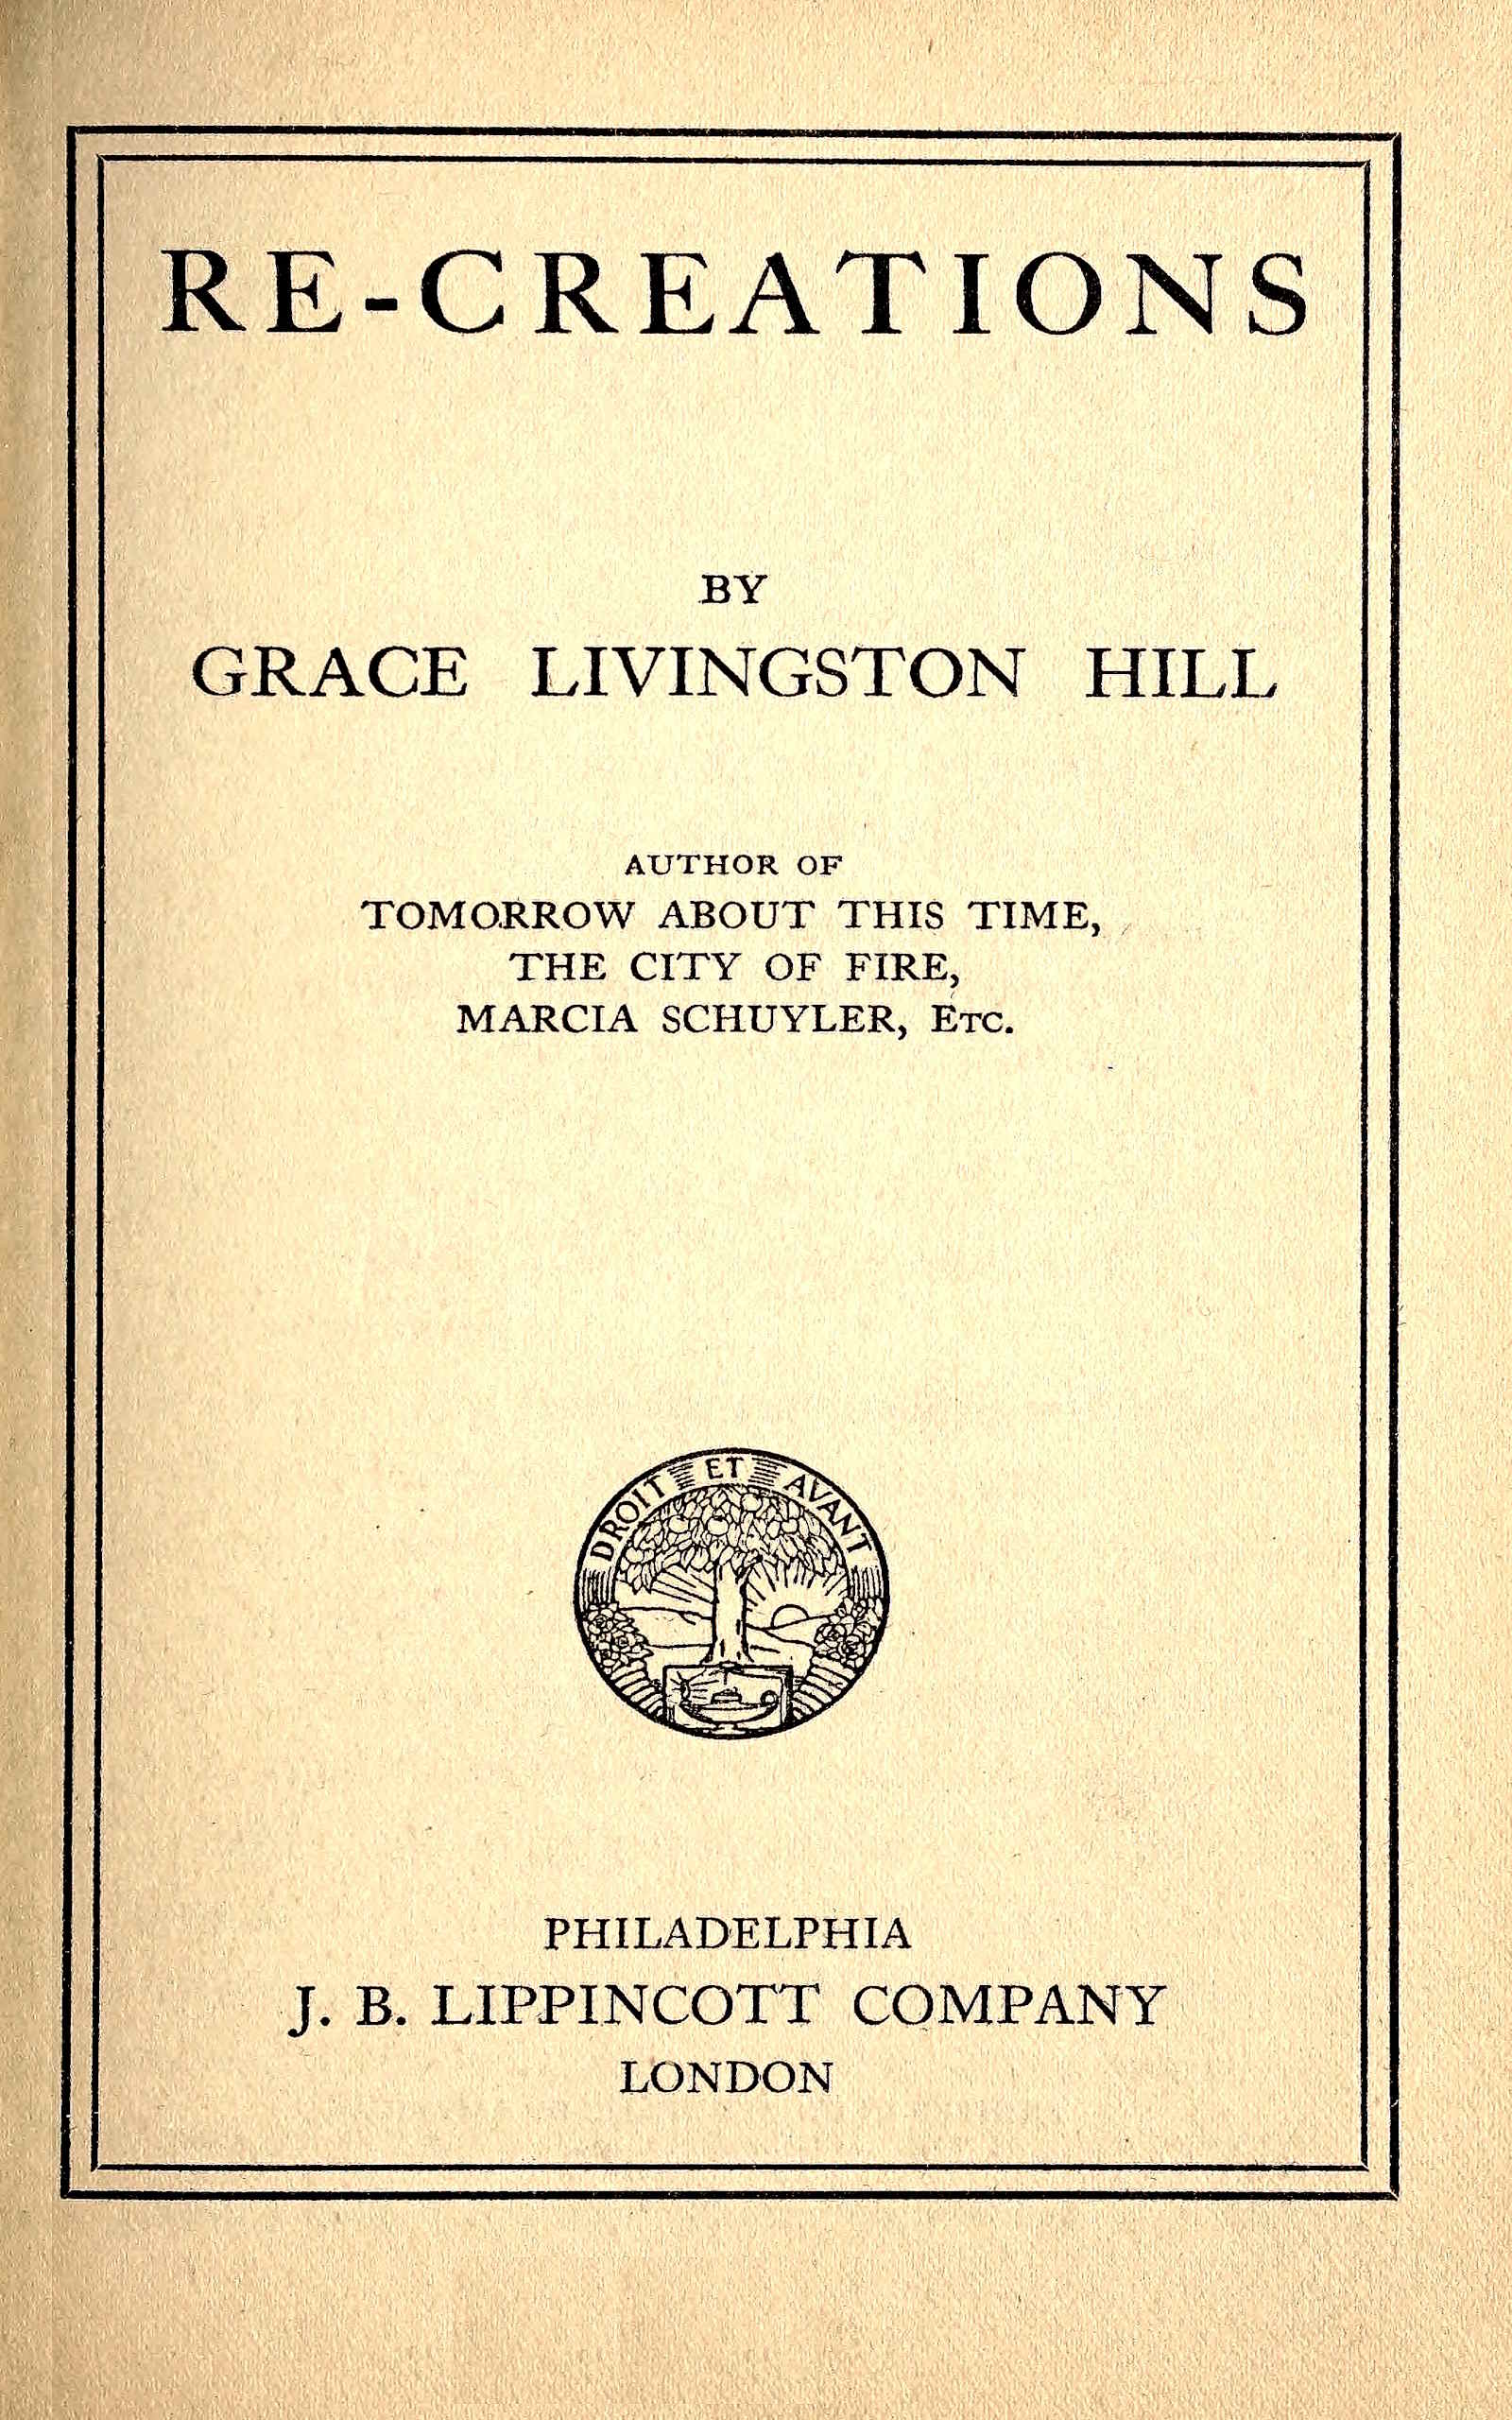 RE-CREATIONS
BY
GRACE LIVINGSTON HILL
AUTHOR OF
TOMORROW ABOUT THIS TIME,
THE CITY OF FIRE,
MARCIA SCHUYLER, ETC.
DROIT ET AVANT
PHILADELPHIA
J. B. LIPPINCOTT COMPANY
LONDON